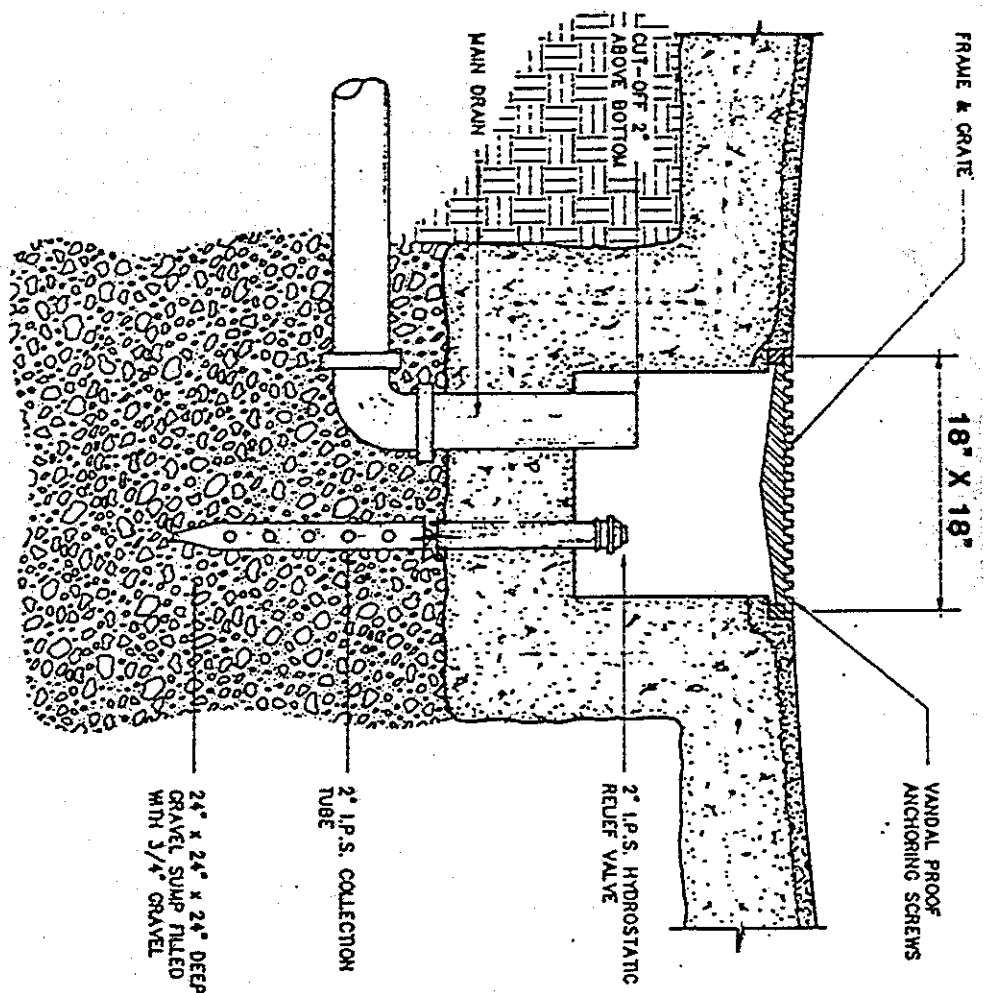 FRAME & GRATE
18" X 18"
VANDAL PROOF
ANCHORING SCREWS
CUT-OFF 2"
ABOVE BOTTOM
MAIN DRAIN
2" I.P.S. HYDROSTATIC
RELIEF VALVE
2" I.P.S. COLLECTION
TUBE
24" x 24" x 24" DEEP
GRAVEL SUMP FILLED
WITH 3/4" GRAVEL